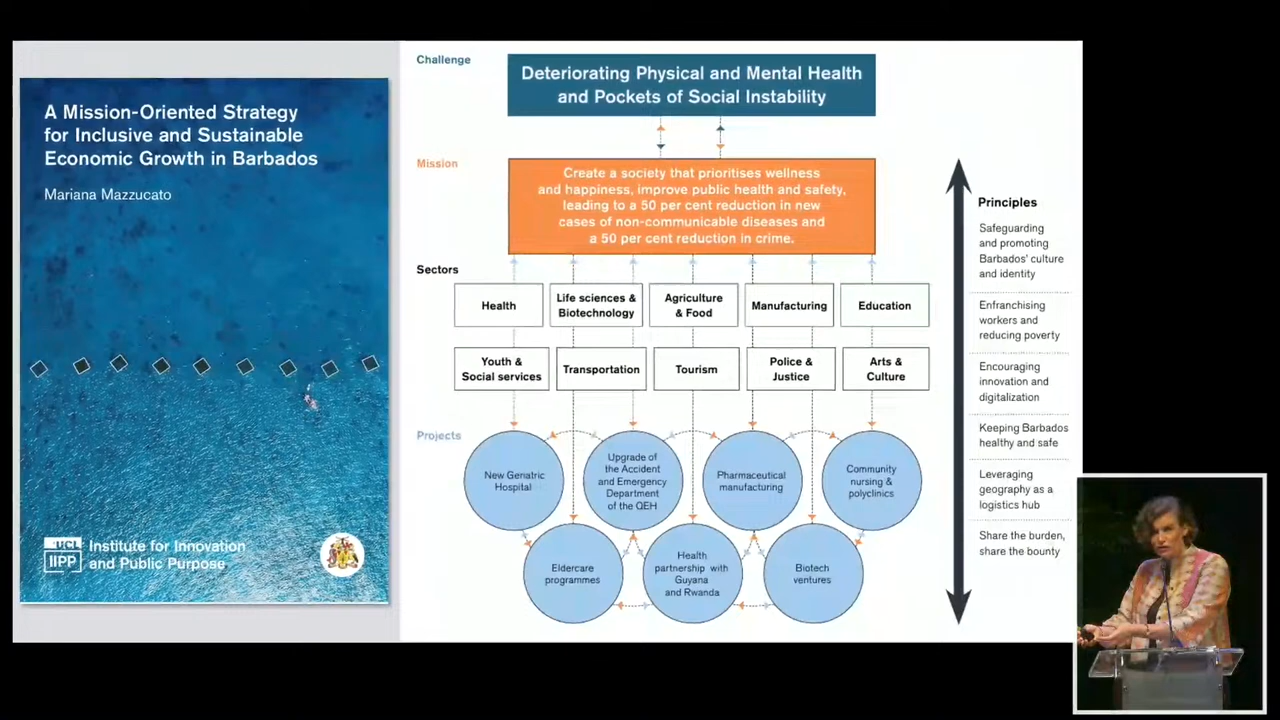 A Mission-Oriented Strategy
for Inclusive and Sustainable
Economic Growth in Barbados
Mariana Mazzucato
UCL
IIPP
Institute for Innovation
and Public Purpose
Challenge
Deteriorating Physical and Mental Health
and Pockets of Social Instability
Mission
Create a society that prioritises wellness
and happiness, improve public health and safety,
leading to a 50 per cent reduction in new
cases of non-communicable diseases and
a 50 per cent reduction in crime.
Sectors
Health
Life sciences &
Biotechnology
Agriculture
& Food
Manufacturing
Education
Youth &
Social services
Transportation
Tourism
Police &
Justice
Arts &
Culture
Projects
New Geriatric
Hospital
Upgrade of
the Accident
and Emergency
Department
of the QEH
Pharmaceutical
manufacturing
Community
nursing &
polyclinics
Eldercare
programmes
Health
partnership with
Guyana
and Rwanda
Biotech
ventures
Principles
Safeguarding
and promoting
Barbados' culture
and identity
Enfranchising
workers and
reducing poverty
Encouraging
innovation and
digitalization
Keeping Barbados
healthy and safe
Leveraging
geography as a
logistics hub
Share the burden,
share the bounty